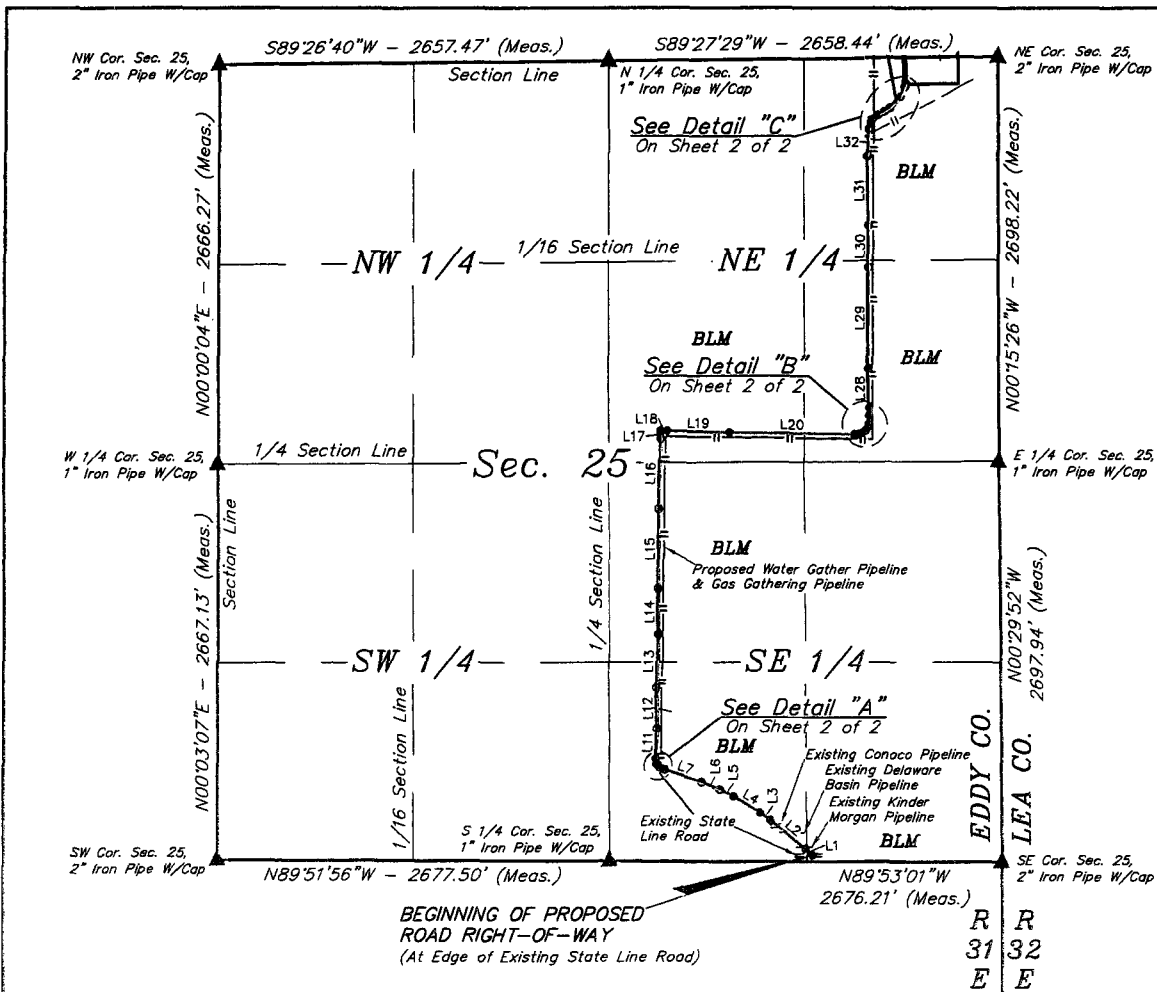 S89°26'40"W - 2657.47' (Meas.)
S89°27'29"W - 2658.44' (Meas.)
NW Cor. Sec. 25,
2" Iron Pipe W/Cap
Section Line
N 1/4 Cor. Sec. 25,
1" Iron Pipe W/Cap
NE Cor. Sec. 25,
2" Iron Pipe W/Cap
See Detail "C"
On Sheet 2 of 2
L32
BLM
L31
N00°00'04"E - 2666.27' (Meas.)
N00°15'26"W - 2698.22' (Meas.)
NW 1/4
1/16 Section Line
NE 1/4
L30
L29
BLM
BLM
See Detail "B"
On Sheet 2 of 2
L28
L18
L19
L20
L17
W 1/4 Cor. Sec. 25,
1" Iron Pipe W/Cap
1/4 Section Line
Sec. 25
L16
E 1/4 Cor. Sec. 25,
1" Iron Pipe W/Cap
Section Line
1/4 Section Line
L15
BLM
Proposed Water Gather Pipeline
& Gas Gathering Pipeline
L14
N00°03'07"E - 2667.13' (Meas.)
N00°29'52"W
2697.94' (Meas.)
SW 1/4
L13
SE 1/4
1/16 Section Line
L12
See Detail "A"
On Sheet 2 of 2
L11
BLM
L7
L6
L5
L4
L3
L2
L1
Existing Conoco Pipeline
Existing Delaware
Basin Pipeline
Existing Kinder
Morgan Pipeline
Existing State
Line Road
BLM
EDDY CO.
LEA CO.
SW Cor. Sec. 25,
2" Iron Pipe W/Cap
S 1/4 Cor. Sec. 25,
1" Iron Pipe W/Cap
SE Cor. Sec. 25,
2" Iron Pipe W/Cap
N89°51'56"W - 2677.50' (Meas.)
N89°53'01"W
2676.21' (Meas.)
BEGINNING OF PROPOSED
ROAD RIGHT-OF-WAY
(At Edge of Existing State Line Road)
R R
31 32
E E